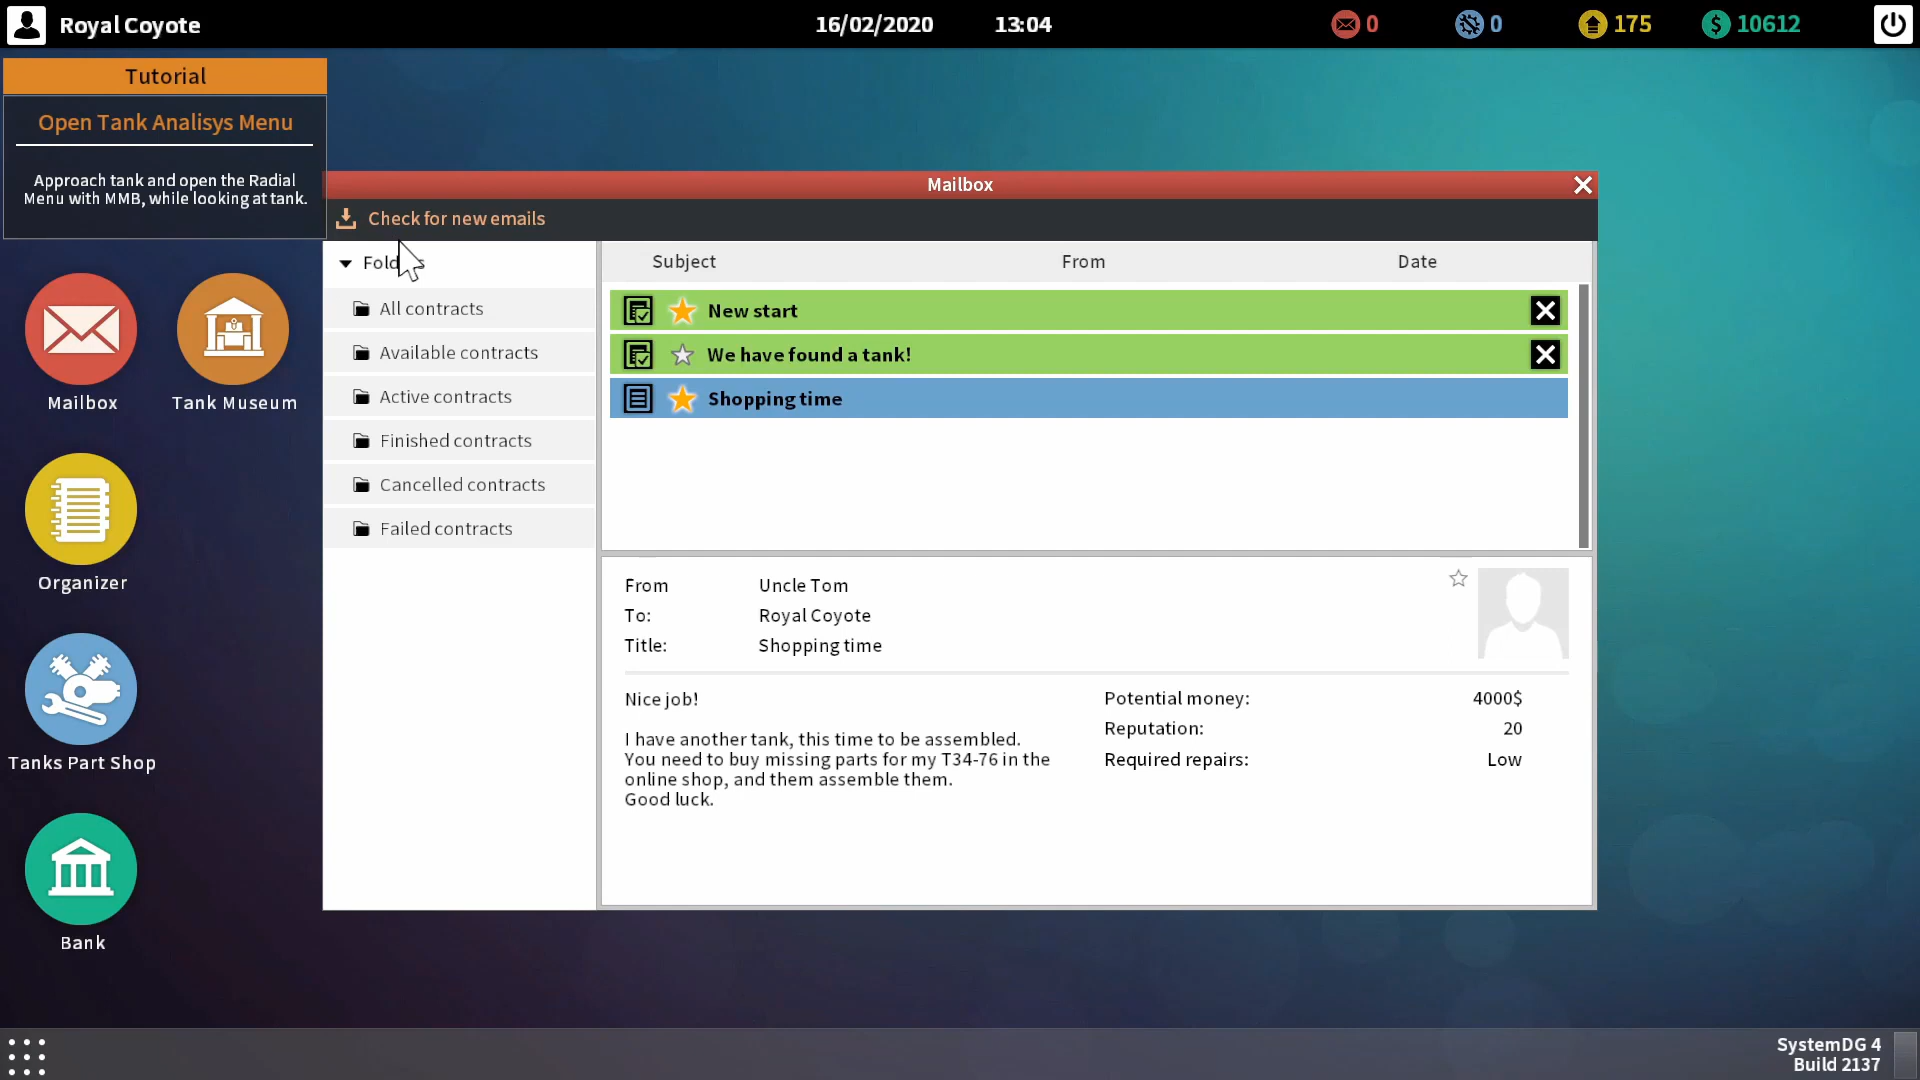 Royal Coyote
16/02/2020
13:04
0
0
175
10612
Tutorial
Open Tank Analisys Menu
Approach tank and open the Radial
Menu with MMB, while looking at tank.
Mailbox
Tank Museum
Organizer
Tanks Part Shop
Bank
Mailbox
Check for new emails
All contracts
Available contracts
Active contracts
Finished contracts
Cancelled contracts
Failed contracts
Subject
From
Date
New start
We have found a tank!
Shopping time
From
Uncle Tom
To:
Royal Coyote
Title:
Shopping time
Nice job!
I have another tank, this time to be assembled.
You need to buy missing parts for my T34-76 in the
online shop, and them assemble them.
Good luck.
Potential money:
4000$
Reputation:
20
Required repairs:
Low
SystemDG 4
Build 2137